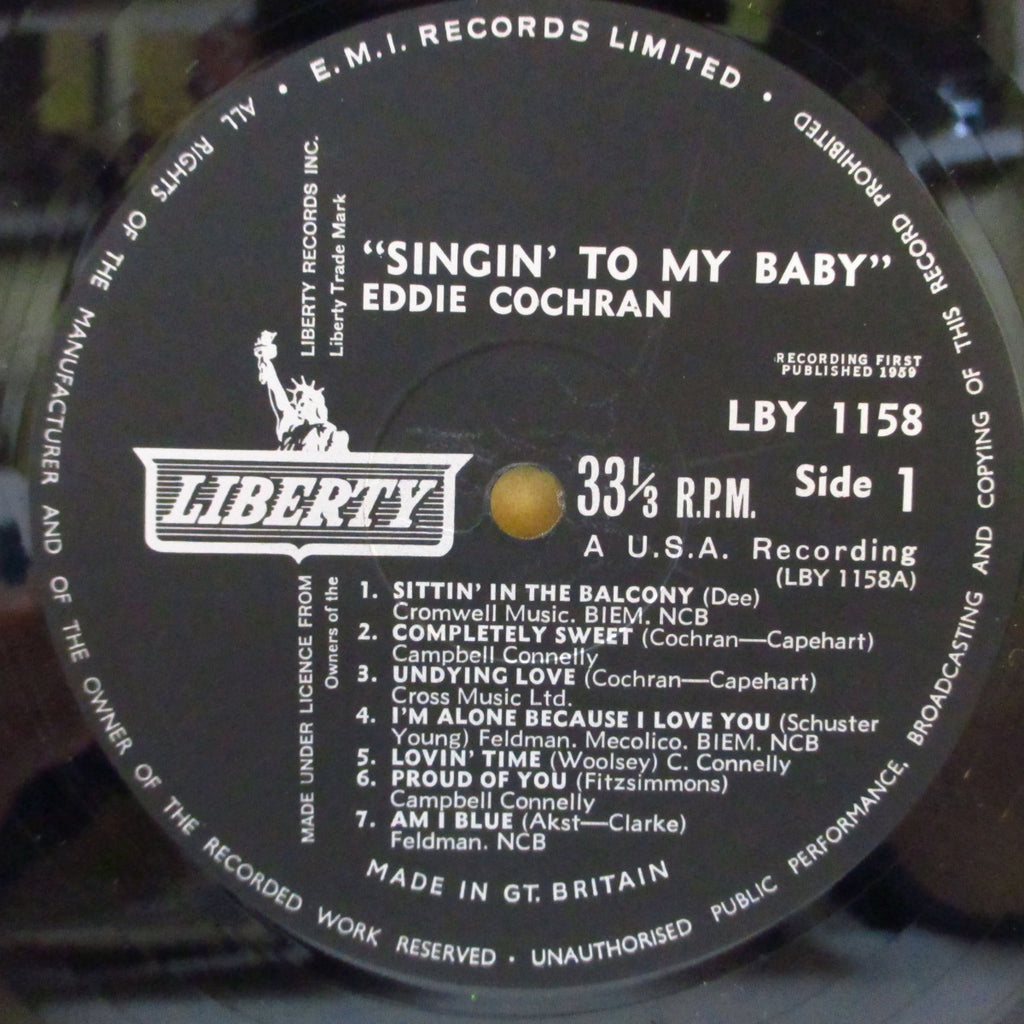 E.M.I. RECORDS LIMITED •
ALL RIGHTS OF THE MANUFACTURER AND OF THE OWNER OF THE RECORDED WORK RESERVED • UNAUTHORISED PUBLIC PERFORMANCE, BROADCASTING AND COPYING OF THIS RECORD PROHIBITED •
LIBERTY RECORDS INC.
Liberty Trade Mark
“SINGIN’ TO MY BABY”
EDDIE COCHRAN
RECORDING FIRST
PUBLISHED 1959
LBY 1158
LIBERTY
33⅓ R.P.M. Side 1
A U.S.A. Recording
(LBY 1158A)
MADE UNDER LICENCE FROM
Owners of the
1. SITTIN’ IN THE BALCONY (Dee)
Cromwell Music. BIEM. NCB
2. COMPLETELY SWEET (Cochran—Capehart)
Campbell Connelly
3. UNDYING LOVE (Cochran—Capehart)
Cross Music Ltd.
4. I’M ALONE BECAUSE I LOVE YOU (Schuster
Young) Feldman. Mecolico. BIEM. NCB
5. LOVIN’ TIME (Woolsey) C. Connelly
6. PROUD OF YOU (Fitzsimmons)
Campbell Connelly
7. AM I BLUE (Akst—Clarke)
Feldman. NCB
MADE IN GT. BRITAIN